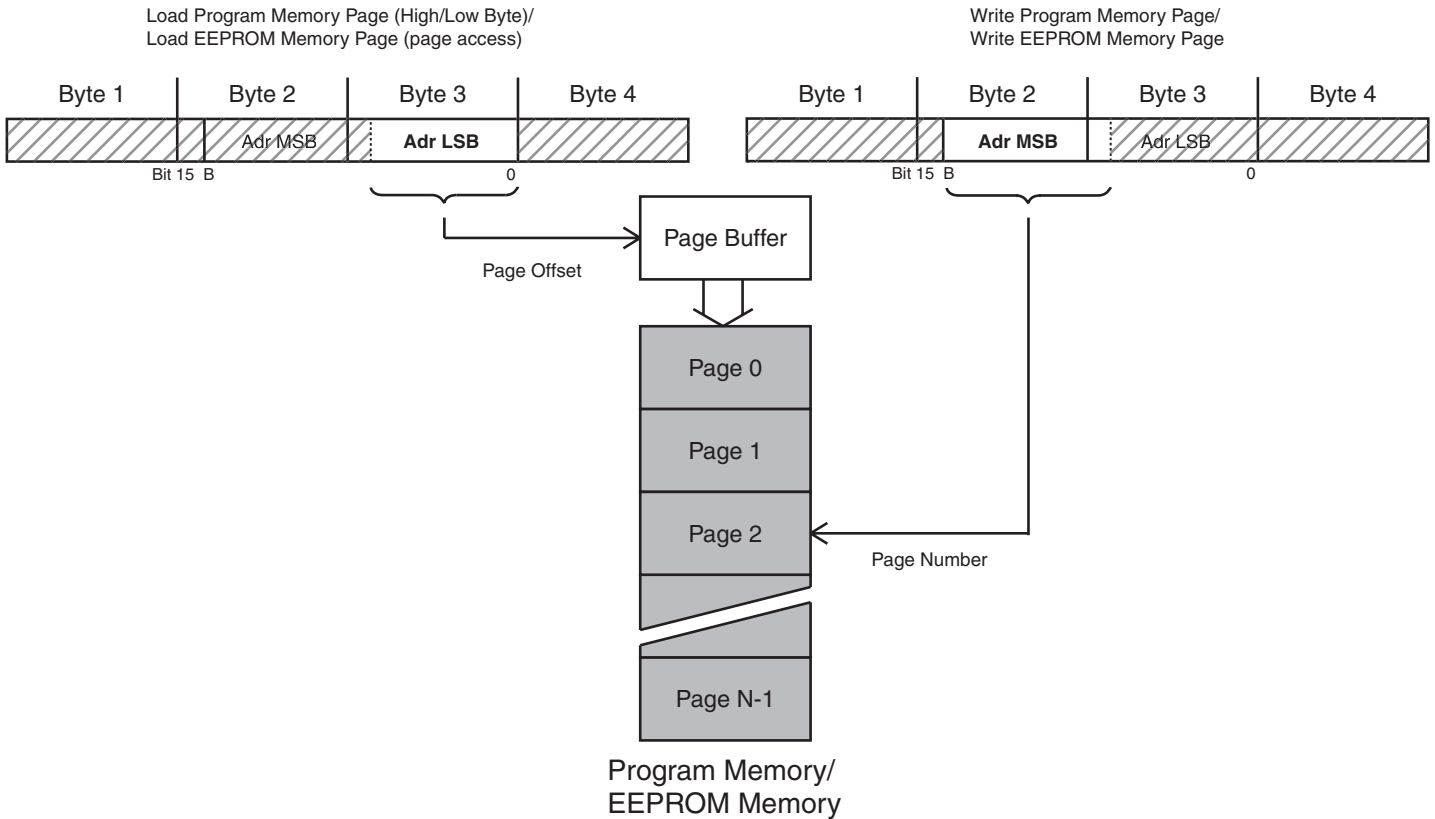 Load Program Memory Page (High/Low Byte)/
Load EEPROM Memory Page (page access)
Write Program Memory Page/
Write EEPROM Memory Page
Byte 1 Byte 2 Byte 3 Byte 4
Adr MSB Adr LSB
Bit 15 B 0
Byte 1 Byte 2 Byte 3 Byte 4
Adr MSB Adr LSB
Bit 15 B 0
Page Buffer
Page Offset
Page 0
Page 1
Page 2
Page Number
Page N-1
Program Memory/
EEPROM Memory